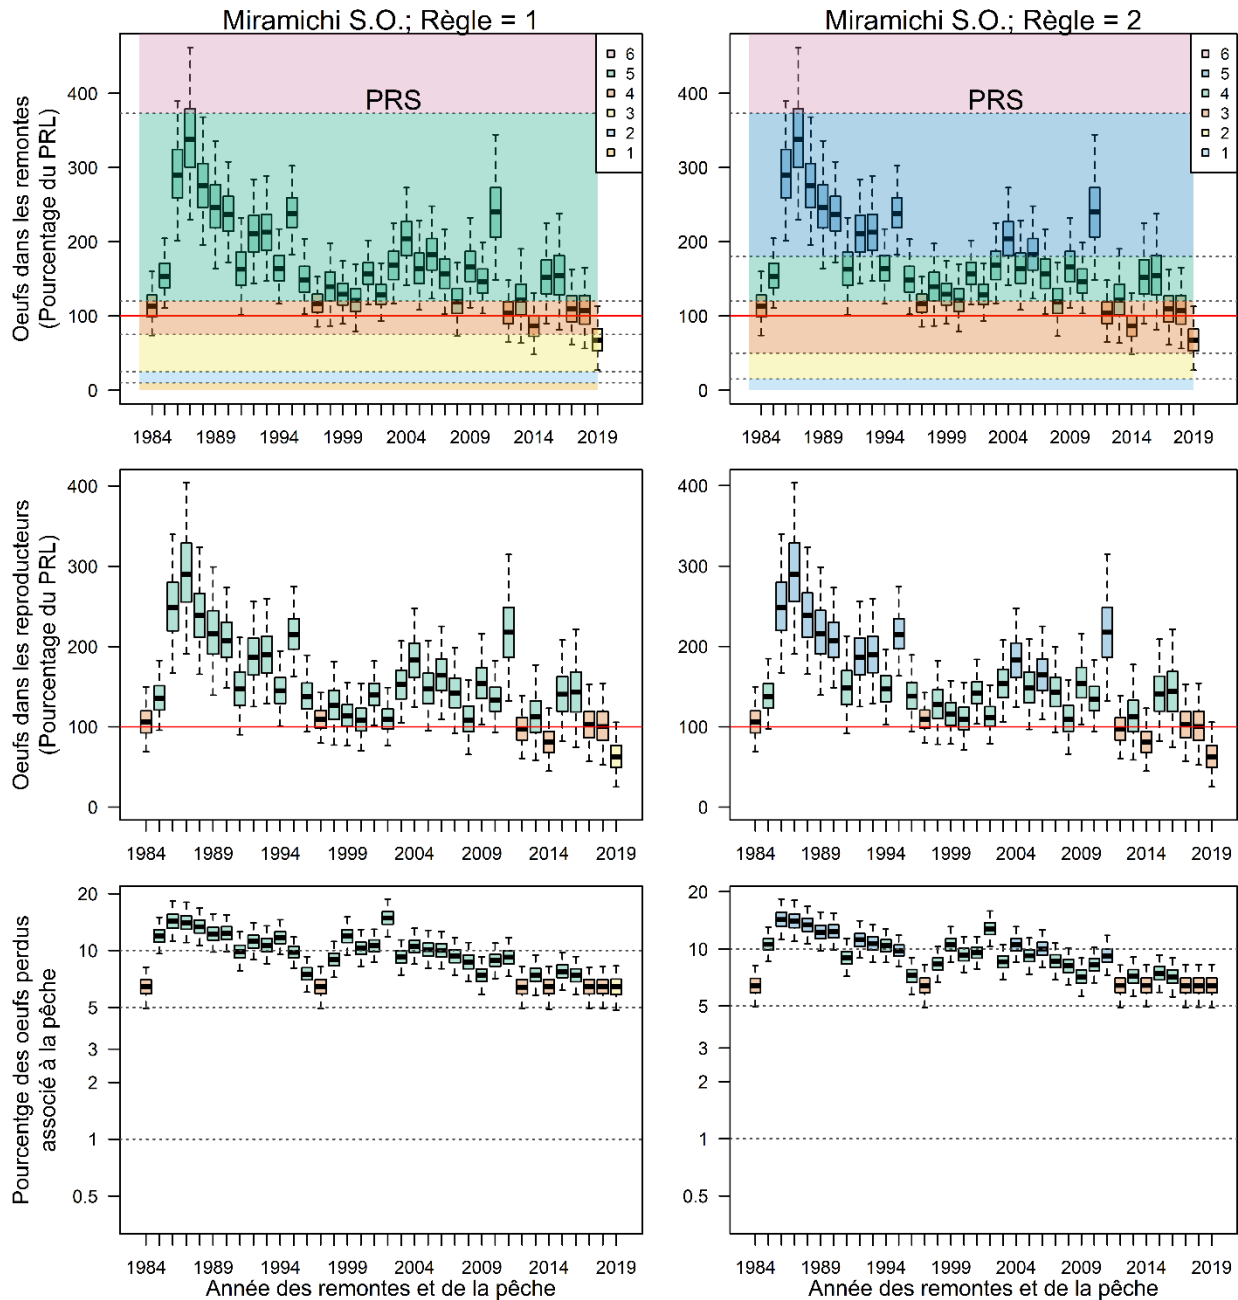 Miramichi S.O.; Règle = 1
Miramichi S.O.; Règle = 2
Oeufs dans les remontes
(Pourcentage du PRL)
400
300
200
100
0
PRS
6
5
4
3
2
1
1984 1989 1994 1999 2004 2009 2014 2019
400
300
200
100
0
PRS
6
5
4
3
2
1
1984 1989 1994 1999 2004 2009 2014 2019
Oeufs dans les reproducteurs
(Pourcentage du PRL)
400
300
200
100
0
1984 1989 1994 1999 2004 2009 2014 2019
400
300
200
100
0
1984 1989 1994 1999 2004 2009 2014 2019
Pourcentge des oeufs perdus
associé à la pêche
20
10
5
3
2
1
0.5
1984 1989 1994 1999 2004 2009 2014 2019
Année des remontes et de la pêche
20
10
5
3
2
1
0.5
1984 1989 1994 1999 2004 2009 2014 2019
Année des remontes et de la pêche